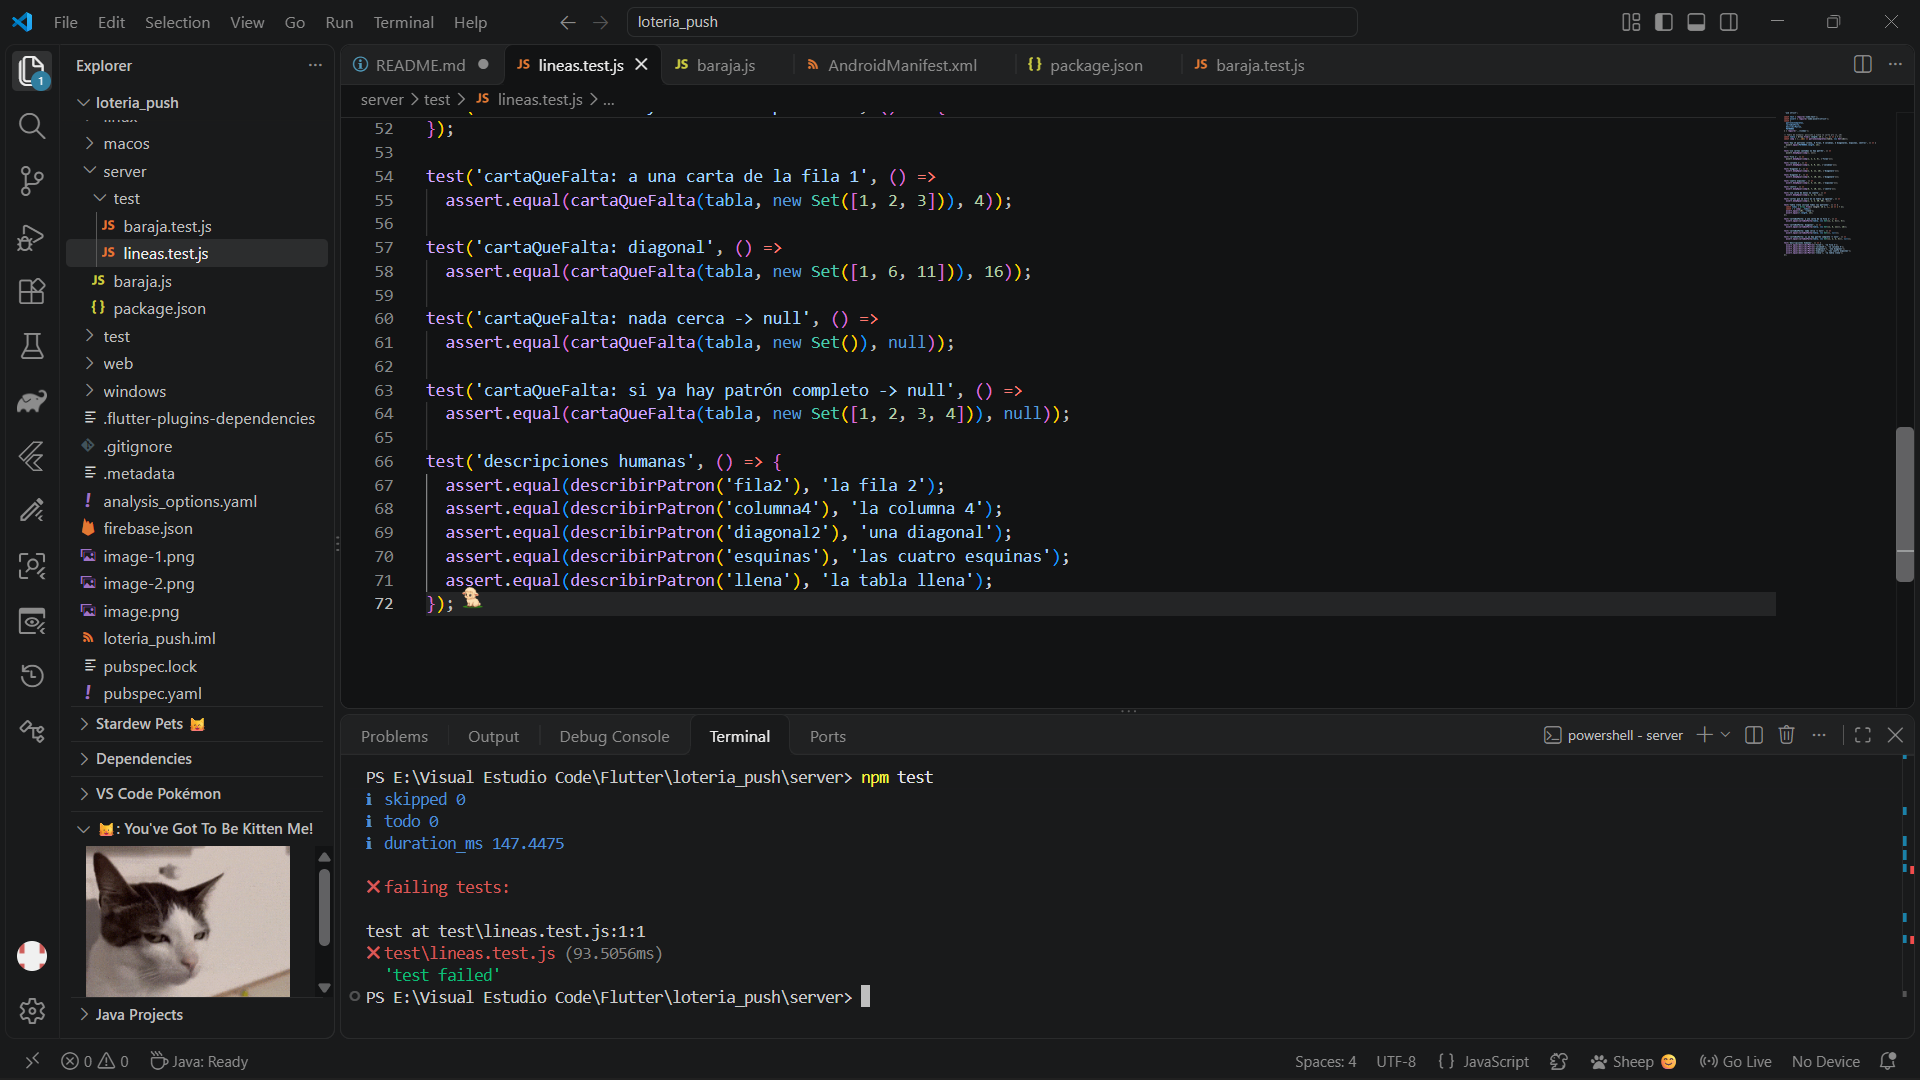 File Edit Selection View Go Run Terminal Help
loteria_push
Explorer
loteria_push
macos
server
test
baraja.test.js
lineas.test.js
baraja.js
package.json
test
web
windows
.flutter-plugins-dependencies
.gitignore
.metadata
analysis_options.yaml
firebase.json
image-1.png
image-2.png
image.png
loteria_push.iml
pubspec.lock
pubspec.yaml
Stardew Pets 😺
Dependencies
VS Code Pokémon
😺: You've Got To Be Kitten Me!
Java Projects
README.md
JS lineas.test.js
JS baraja.js
AndroidManifest.xml
{} package.json
JS baraja.test.js
server > test > JS lineas.test.js > ...
52 });
53
54 test('cartaQueFalta: a una carta de la fila 1', () =>
55 assert.equal(cartaQueFalta(tabla, new Set([1, 2, 3])), 4));
56
57 test('cartaQueFalta: diagonal', () =>
58 assert.equal(cartaQueFalta(tabla, new Set([1, 6, 11])), 16));
59
60 test('cartaQueFalta: nada cerca -> null', () =>
61 assert.equal(cartaQueFalta(tabla, new Set()), null));
62
63 test('cartaQueFalta: si ya hay patrón completo -> null', () =>
64 assert.equal(cartaQueFalta(tabla, new Set([1, 2, 3, 4])), null));
65
66 test('descripciones humanas', () => {
67 assert.equal(describirPatron('fila2'), 'la fila 2');
68 assert.equal(describirPatron('columna4'), 'la columna 4');
69 assert.equal(describirPatron('diagonal2'), 'una diagonal');
70 assert.equal(describirPatron('esquinas'), 'las cuatro esquinas');
71 assert.equal(describirPatron('llena'), 'la tabla llena');
72 });
Problems Output Debug Console Terminal Ports
powershell - server
PS E:\Visual Estudio Code\Flutter\loteria_push\server> npm test
ℹ skipped 0
ℹ todo 0
ℹ duration_ms 147.4475
❌ failing tests:
test at test\lineas.test.js:1:1
❌ test\lineas.test.js (93.5056ms)
'test failed'
PS E:\Visual Estudio Code\Flutter\loteria_push\server>
0 0 Java: Ready
Spaces: 4 UTF-8 {} JavaScript Sheep 😊 Go Live No Device